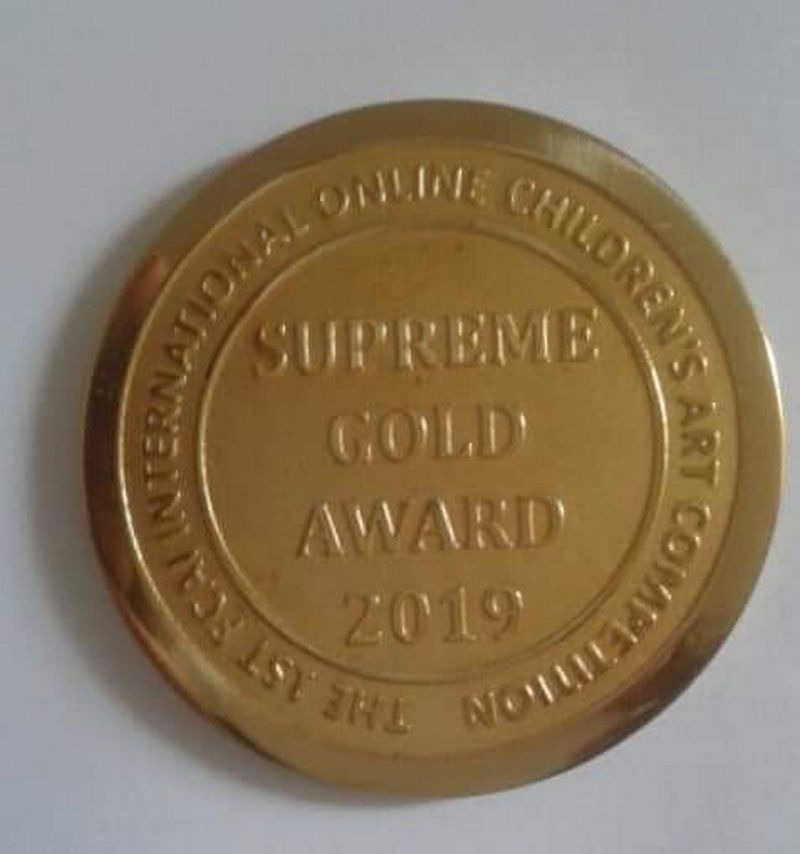 THE 1ST INTERNATIONAL ONLINE CHILDREN'S ART COMPETITION
SUPREME
GOLD
AWARD
2019